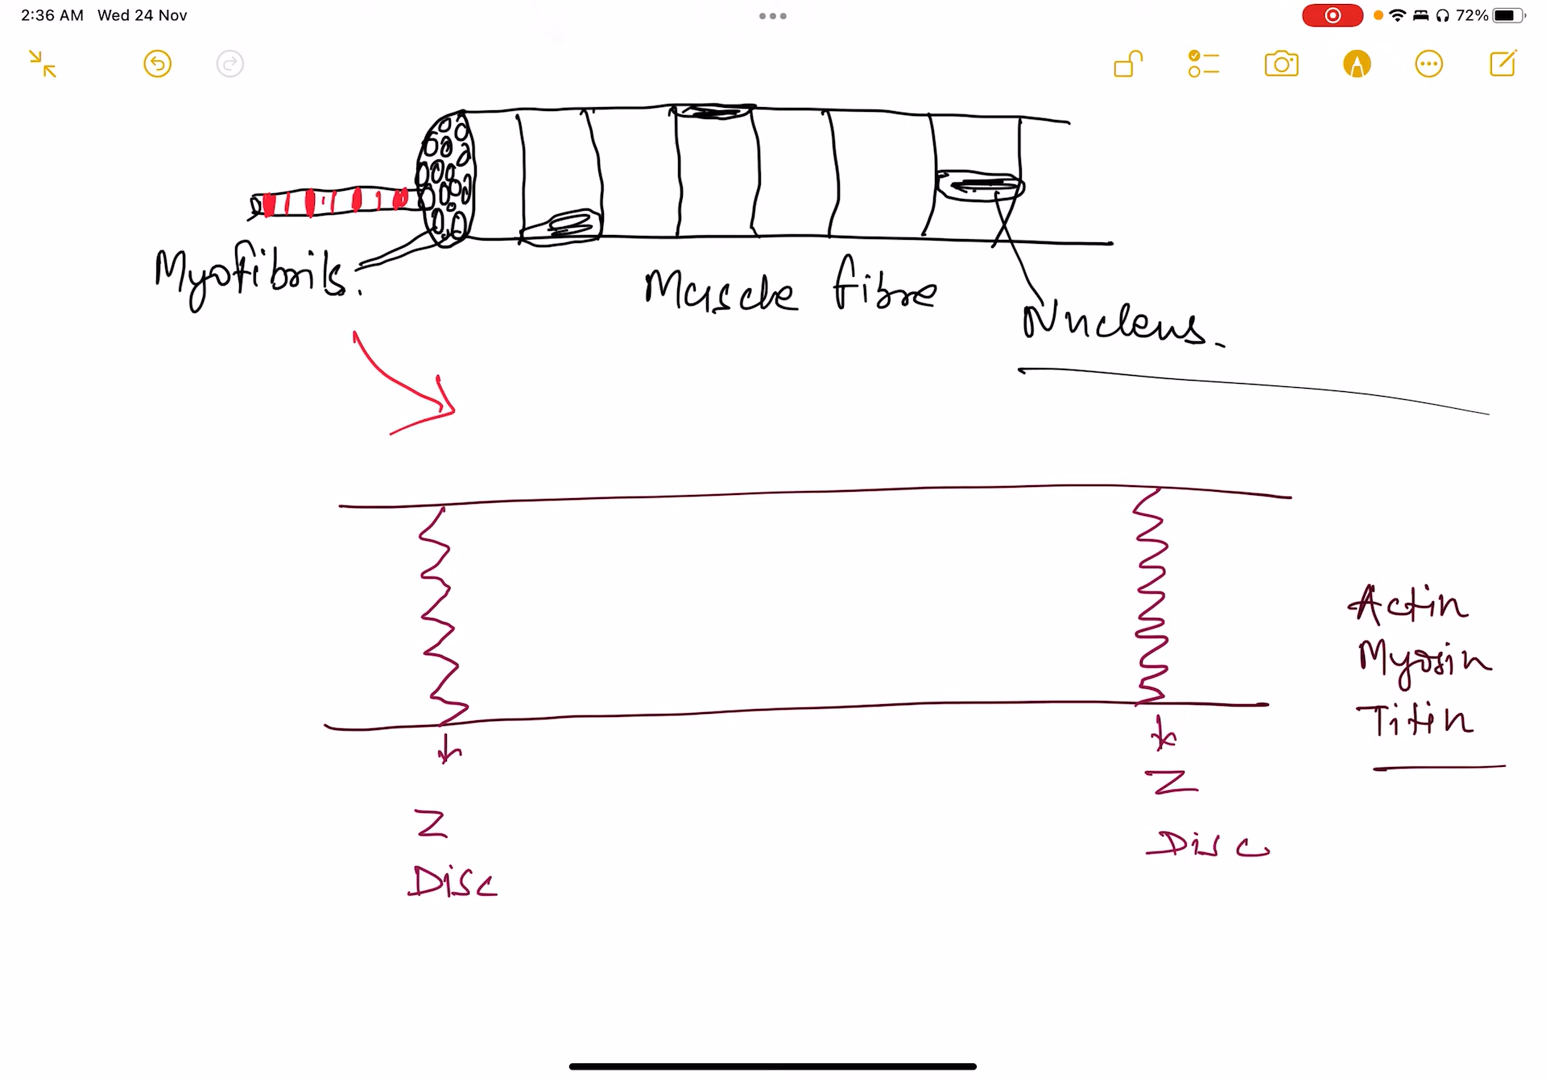 2:36 AM Wed 24 Nov
72%
Myofibrils.
Muscle fibre
Nucleus.
Actin
Myosin
Titin
Z
Disc
Z
Disc